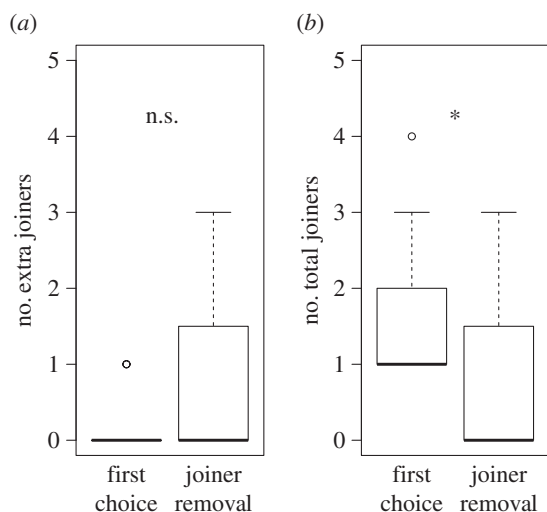 (a)
no. extra joiners
5
4
3
2
1
0
n.s.
first choice
joiner removal
(b)
no. total joiners
5
4
3
2
1
0
*
first choice
joiner removal